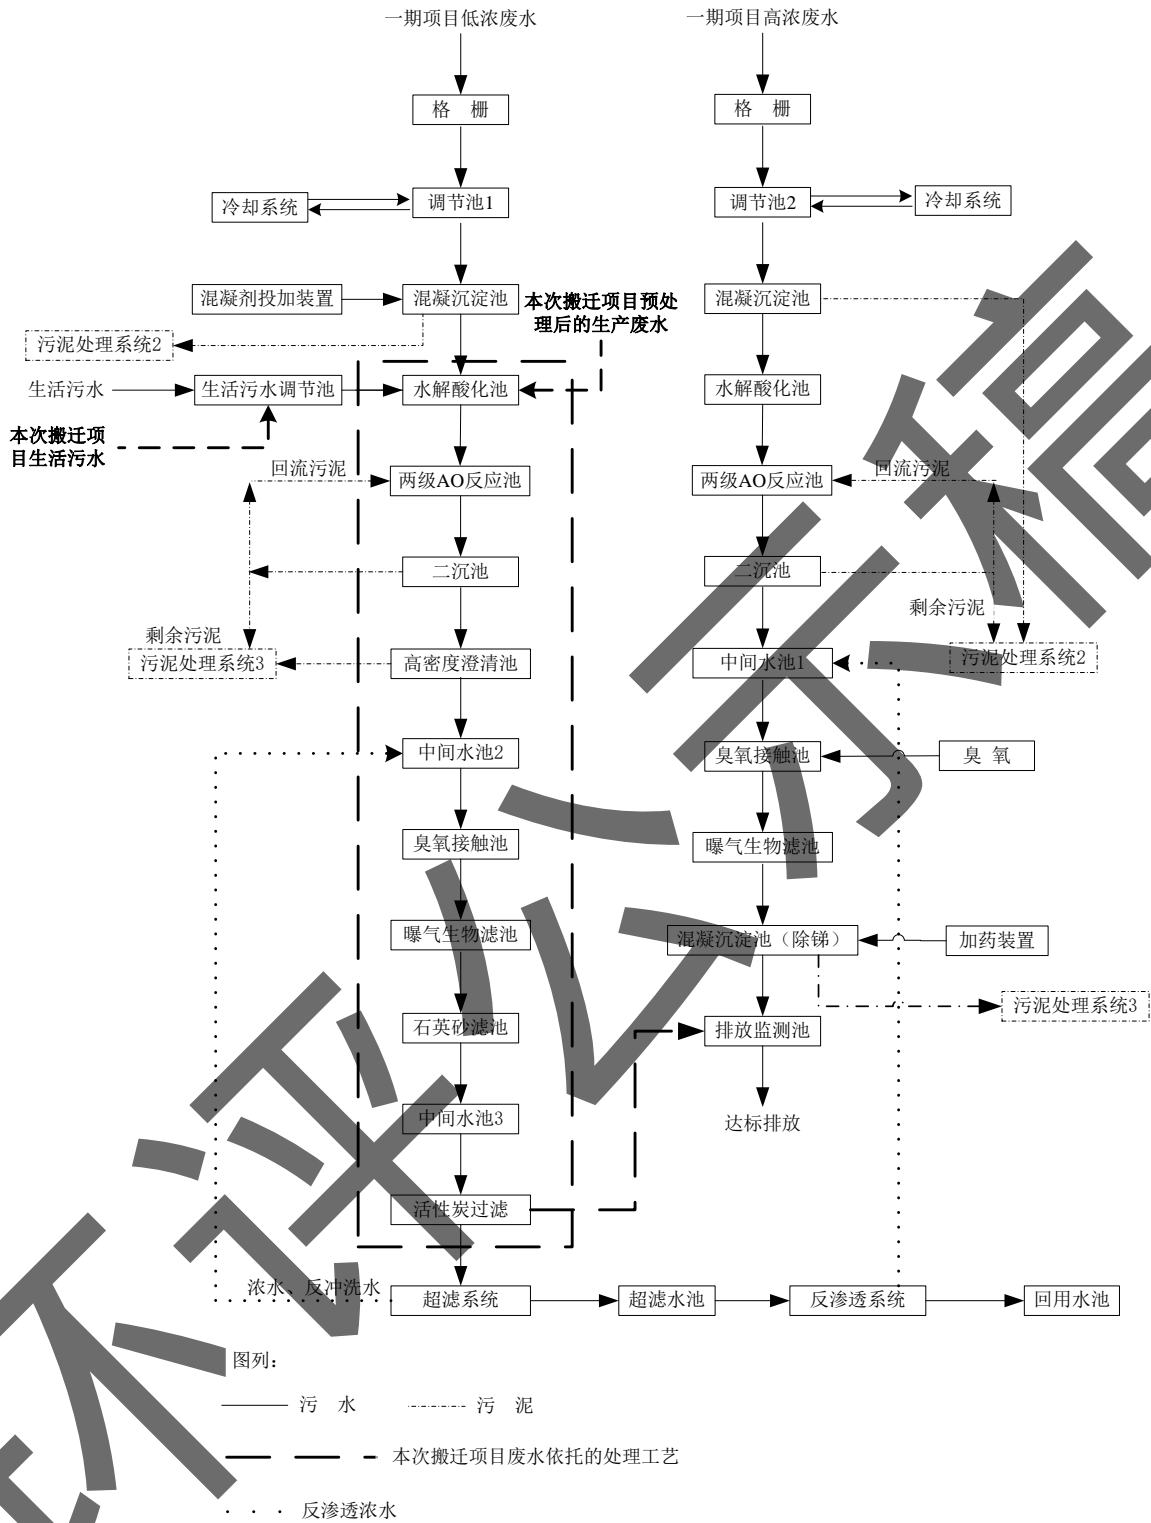 一期项目低浓废水
一期项目高浓废水
格 栅
格 栅
冷却系统
调节池1
调节池2
冷却系统
混凝剂投加装置
混凝沉淀池
本次搬迁项目预处
理后的生产废水
混凝沉淀池
污泥处理系统2
生活污水
生活污水调节池
水解酸化池
水解酸化池
本次搬迁项
目生活污水
回流污泥
两级AO反应池
两级AO反应池
回流污泥
二沉池
二沉池
剩余污泥
剩余污泥
污泥处理系统3
高密度澄清池
中间水池1
污泥处理系统2
中间水池2
臭氧接触池
臭 氧
臭氧接触池
曝气生物滤池
曝气生物滤池
混凝沉淀池（除锑）
加药装置
石英砂滤池
排放监测池
污泥处理系统3
中间水池3
达标排放
活性炭过滤
浓水、反冲洗水
超滤系统
超滤水池
反渗透系统
回用水池
图列：
污 水
污 泥
本次搬迁项目废水依托的处理工艺
反渗透浓水
环评公示稿